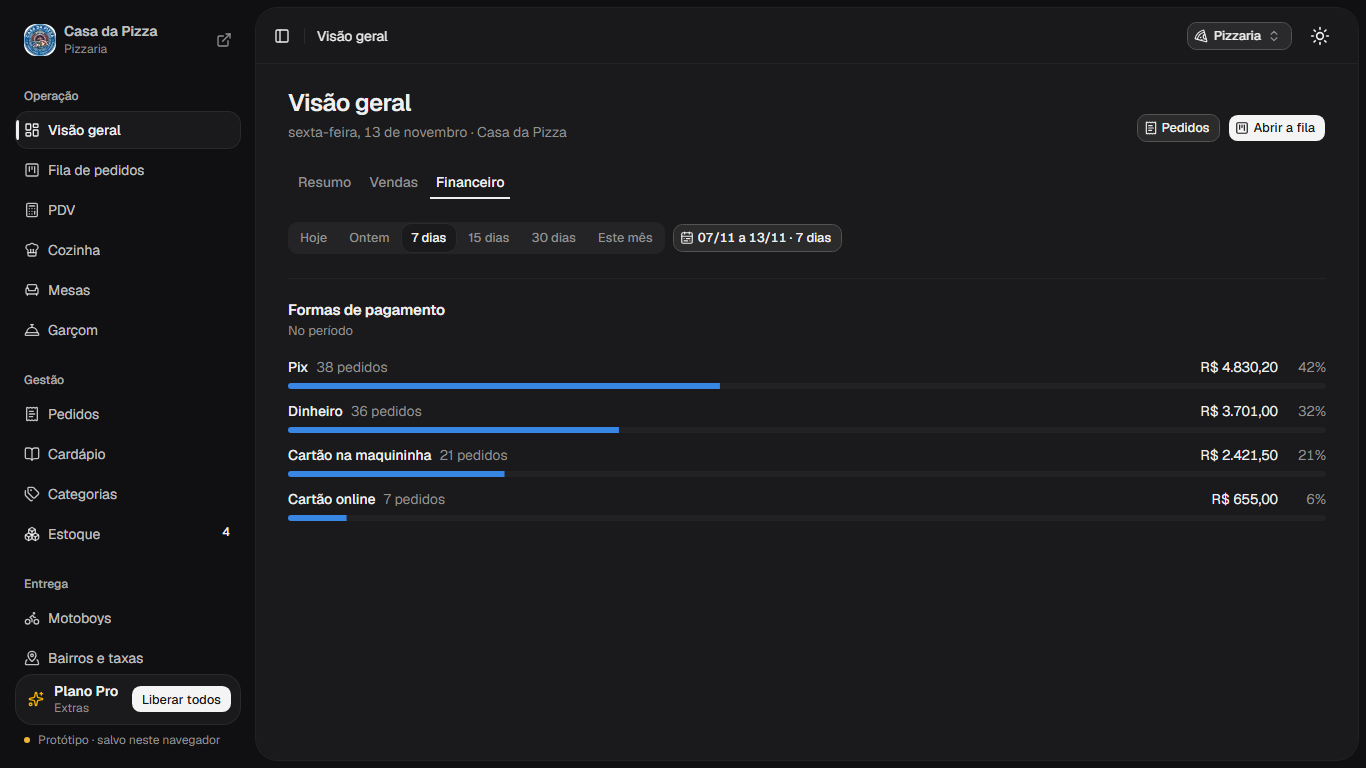 Casa da Pizza
Pizzaria
Operação
Visão geral
Fila de pedidos
PDV
Cozinha
Mesas
Garçom
Gestão
Pedidos
Cardápio
Categorias
Estoque 4
Entrega
Motoboys
Bairros e taxas
Plano Pro
Extras
Liberar todos
Protótipo · salvo neste navegador
Visão geral
Pizzaria
Visão geral
sexta-feira, 13 de novembro · Casa da Pizza
Pedidos
Abrir a fila
Resumo Vendas Financeiro
Hoje Ontem 7 dias 15 dias 30 dias Este mês 07/11 a 13/11 · 7 dias
Formas de pagamento
No período
Pix 38 pedidos R$ 4.830,20 42%
Dinheiro 36 pedidos R$ 3.701,00 32%
Cartão na maquininha 21 pedidos R$ 2.421,50 21%
Cartão online 7 pedidos R$ 655,00 6%